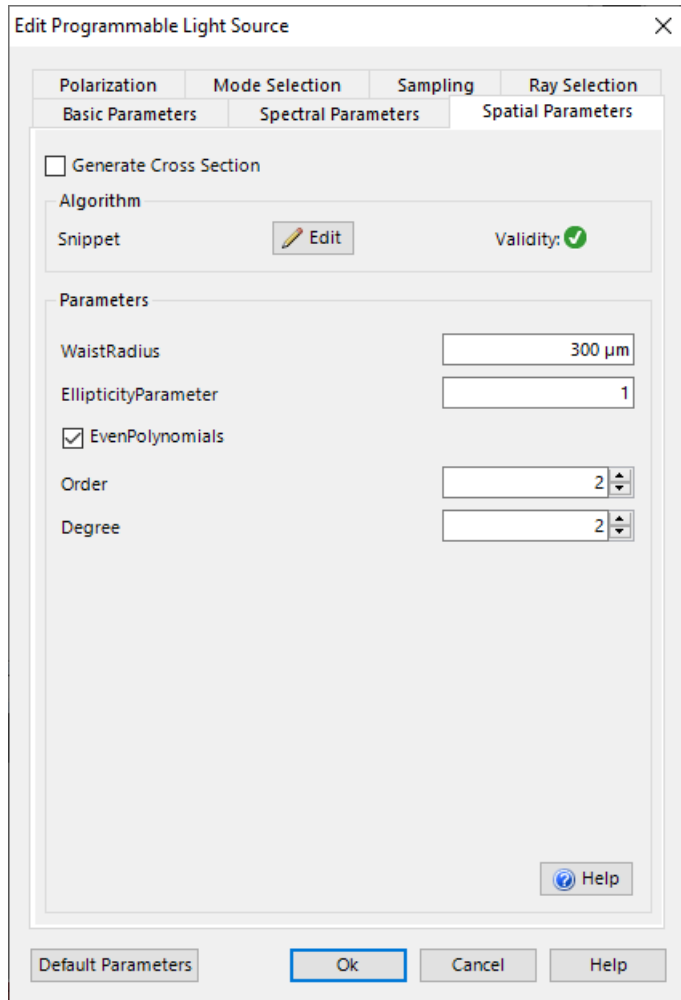 Edit Programmable Light Source
Polarization Mode Selection Sampling Ray Selection
Basic Parameters Spectral Parameters Spatial Parameters
Generate Cross Section
Algorithm
Snippet Edit Validity:
Parameters
WaistRadius 300 µm
EllipticityParameter 1
EvenPolynomials
Order 2
Degree 2
Help
Default Parameters Ok Cancel Help